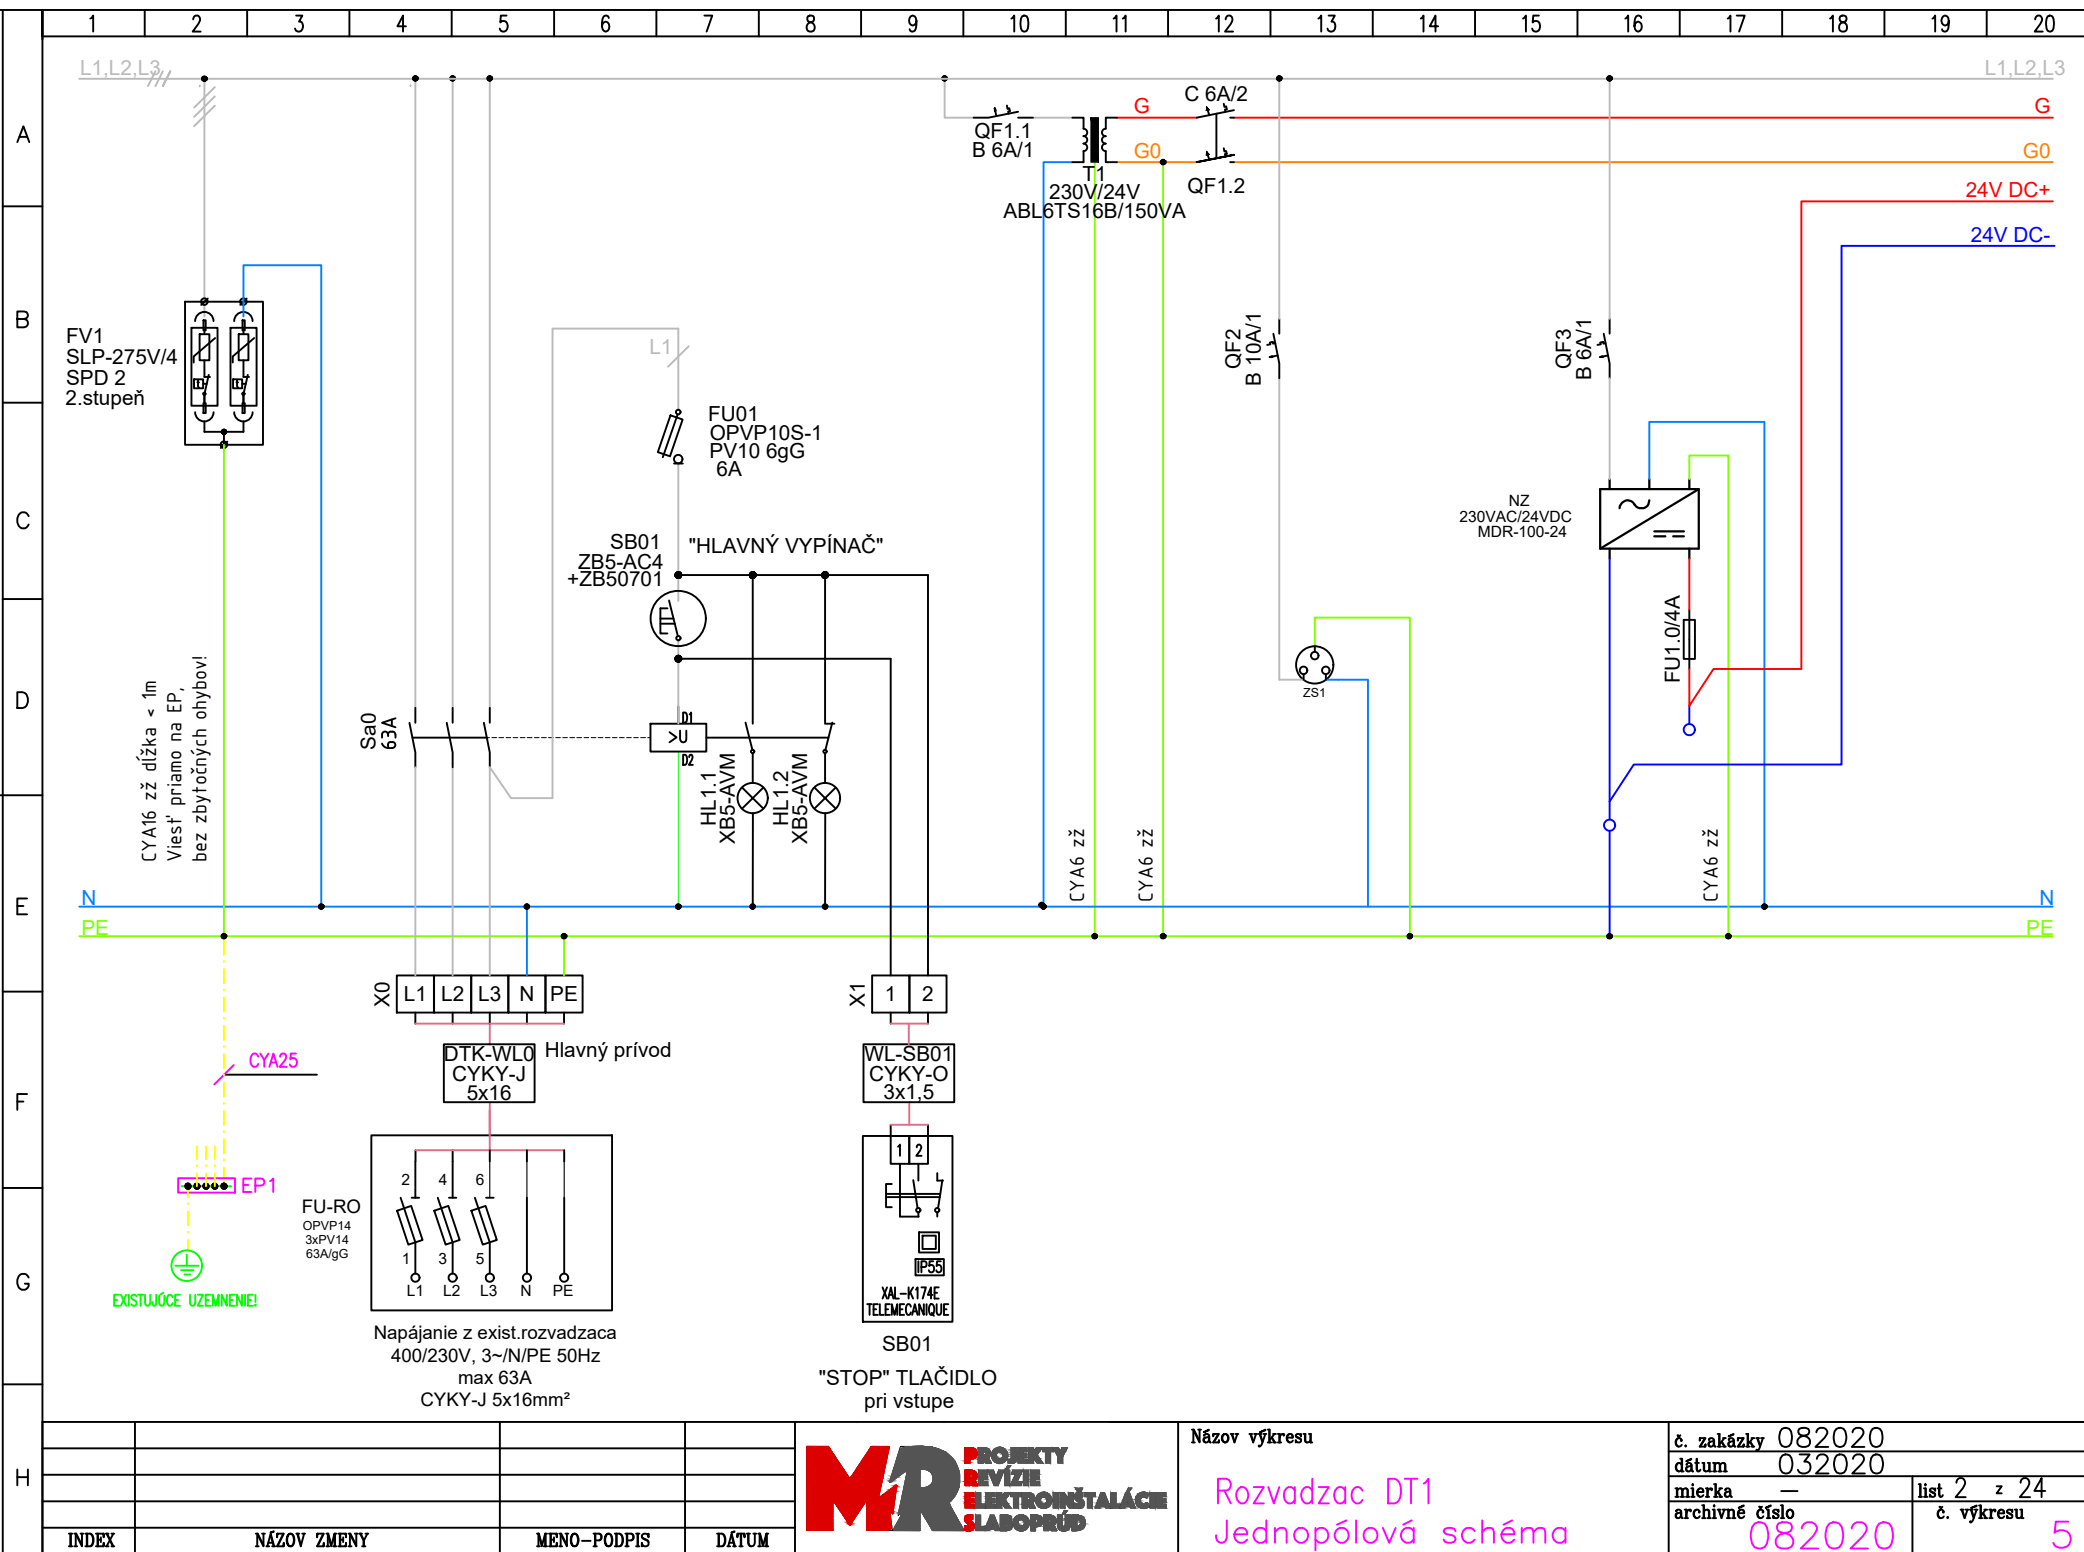 1 2 3 4 5 6 7 8 9 10 11 12 13 14 15 16 17 18 19 20
A
B
C
D
E
F
G
H
L1,L2,L3
L1,L2,L3
G
C 6A/2
G
QF1.1
B 6A/1
G0
G0
T1
230V/24V
ABL6TS16B/150VA
QF1.2
24V DC+
24V DC-
FV1
SLP-275V/4
SPD 2
2.stupeň
L1
QF2
B 10A/1
QF3
B 6A/1
FU01
OPVP10S-1
PV10 6gG
6A
NZ
230VAC/24VDC
MDR-100-24
SB01
ZB5-AC4
+ZB50701
"HLAVNÝ VYPÍNAČ"
FU1.0/4A
ZS1
CYA16 zž dĺžka < 1m
Viesť priamo na EP,
bez zbytočných ohybov!
Sa0
63A
D1
>U
D2
HL1.1
XB5-AVM
HL1.2
XB5-AVM
CYA6 zž
CYA6 zž
CYA6 zž
N
N
PE
PE
X0
L1 L2 L3 N PE
X1
1 2
DTK-WL0
CYKY-J
5x16
Hlavný prívod
WL-SB01
CYKY-O
3x1,5
CYA25
EP1
EXISTUJÚCE UZEMNENIE!
FU-RO
OPVP14
3xPV14
63A/gG
2 4 6
1 3 5
L1 L2 L3 N PE
1 2
IP55
XAL-K174E
TELEMECANIQUE
Napájanie z exist.rozvadzaca
400/230V, 3~/N/PE 50Hz
max 63A
CYKY-J 5x16mm²
SB01
"STOP" TLAČIDLO
pri vstupe
INDEX
NÁZOV ZMENY
MENO-PODPIS
DÁTUM
MR
PROJEKTY
REVÍZIE
ELEKTROINŠTALÁCIE
SLABOPRÚD
Názov výkresu
Rozvadzac DT1
Jednopólová schéma
č. zakázky 082020
dátum 032020
mierka —
list 2 z 24
archivné číslo
082020
č. výkresu
5